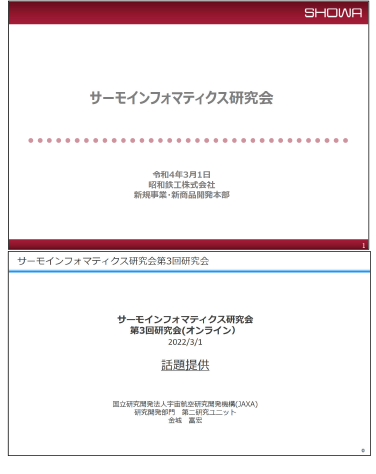 SHOWA
サーモインフォマティクス研究会
令和4年3月1日
昭和鉄工株式会社
新規事業・新商品開発本部
1
サーモインフォマティクス研究会第3回研究会
サーモインフォマティクス研究会
第3回研究会(オンライン)
2022/3/1
話題提供
国立研究開発法人宇宙航空研究開発機構(JAXA)
研究開発部門 第二研究ユニット
金城 富宏
0